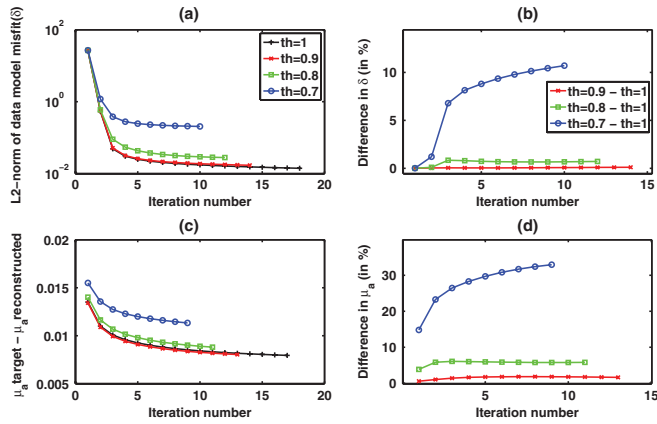 (a)
L2−norm of data model misfit(δ)
10²
10⁰
10⁻²
0 5 10 15 20
Iteration number
th=1
th=0.9
th=0.8
th=0.7
(b)
Difference in δ (in %)
10
5
0
5 10 15
Iteration number
th=0.9 − th=1
th=0.8 − th=1
th=0.7 − th=1
(c)
μa target − μa reconstructed
0.02
0.015
0.01
0.005
0 5 10 15 20
Iteration number
(d)
Difference in μa (in %)
30
20
10
0
5 10 15
Iteration number